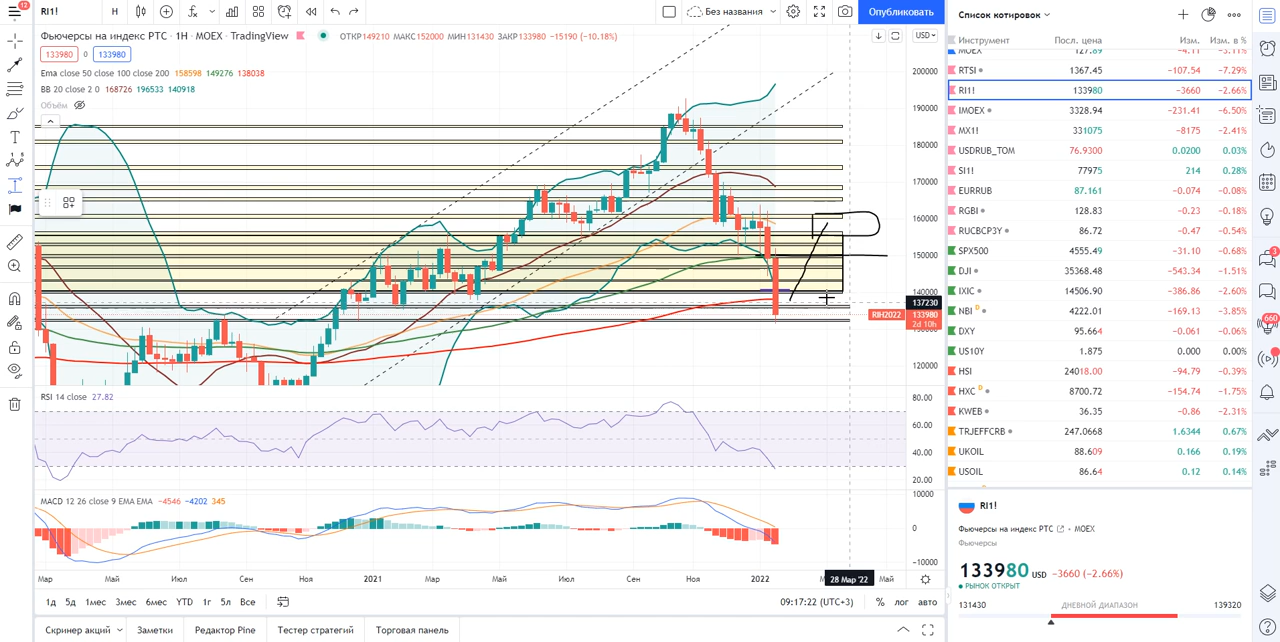 12
RI1!
Н
Без названия
Опубликовать
Фьючерсы на индекс РТС · 1Н · MOEX · TradingView
ОТКР149210 МАКС152000 МИН131430 ЗАКР133980 −15190 (−10.18%)
USD
133980 0 133980
Ema close 50 close 100 close 200 158598 149276 138038
BB 20 close 2 0 168726 196533 140918
Объём
200000
190000
180000
170000
160000
150000
140000
137230
RIH2022 133980
2d 10h
120000
RSI 14 close 27.82
80.00
60.00
40.00
20.00
MACD 12 26 close 9 EMA EMA −4546 −4202 345
10000
0
−10000
Мар Май Июл Сен Ноя 2021 Мар Май Июл Сен Ноя 2022 28 Мар '22 Май
1д 5д 1мес 3мес 6мес YTD 1г 5л Все
09:17:22 (UTC+3) % лог авто
Скринер акций Заметки Редактор Pine Тестер стратегий Торговая панель
Список котировок
Инструмент Посл. цена Изм. Изм. в %
MOEX 127.89 −4.11 −3.11%
RTSI 1367.45 −107.54 −7.29%
RI1! 133980 −3660 −2.66%
IMOEX 3328.94 −231.41 −6.50%
MX1! 331075 −8175 −2.41%
USDRUB_TOM 76.9300 0.0200 0.03%
SI1! 77975 214 0.28%
EURRUB 87.161 −0.074 −0.08%
RGBI 128.83 −0.23 −0.18%
RUCBCP3Y 86.72 −0.47 −0.54%
SPX500 4555.49 −31.10 −0.68%
DJI 35368.48 −543.34 −1.51%
IXIC 14506.90 −386.86 −2.60%
NBI D 4222.01 −169.13 −3.85%
DXY 95.664 −0.061 −0.06%
US10Y 1.875 0.000 0.00%
HSI 24018.00 −94.79 −0.39%
HXC D 8700.72 −154.74 −1.75%
KWEB 36.35 −0.86 −2.31%
TRJEFFCRB 247.0668 1.6344 0.67%
UKOIL 88.609 0.166 0.19%
USOIL 86.64 0.12 0.14%
RI1!
Фьючерсы на индекс РТС • MOEX
Фьючерсы
133980 USD −3660 (−2.66%)
РЫНОК ОТКРЫТ
131430 ДНЕВНОЙ ДИАПАЗОН 139320
3
660